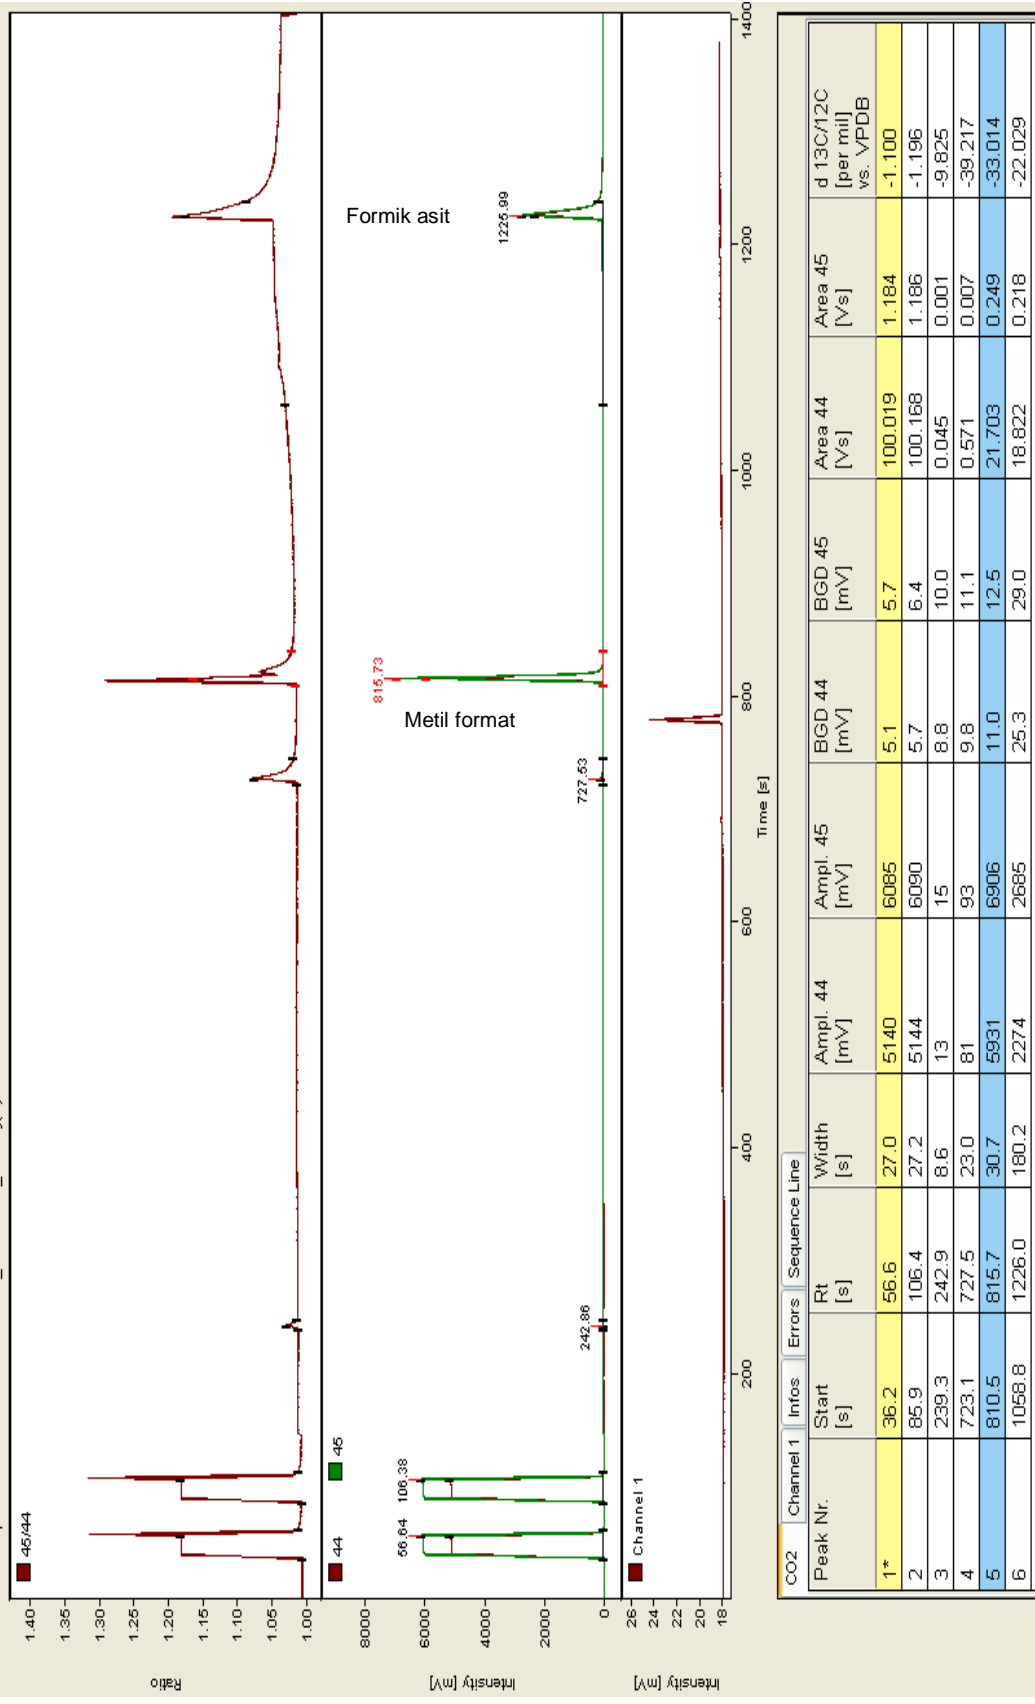 45/44
1.40
1.35
1.30
1.25
1.20
1.15
1.10
1.05
1.00
Ratio
44
45
56.64
106.38
242.86
727.53
815.73
1225.99
Metil format
Formik asit
8000
6000
4000
2000
0
Intensity [mV]
Channel 1
26
24
22
20
18
Intensity [mV]
200
400
600
800
1000
1200
1400
Time [s]
CO2 Channel 1 Infos Errors Sequence Line
Peak Nr. Start [s] Rt [s] Width [s] Ampl. 44 [mV] Ampl. 45 [mV] BGD 44 [mV] BGD 45 [mV] Area 44 [Vs] Area 45 [Vs] d 13C/12C [per mil] vs. VPDB
1* 36.2 56.6 27.0 5140 6085 5.1 5.7 100.019 1.184 -1.100
2 85.9 106.4 27.2 5144 6090 5.7 6.4 100.168 1.186 -1.196
3 239.3 242.9 8.6 13 15 8.8 10.0 0.045 0.001 -9.825
4 723.1 727.5 23.0 81 93 9.8 11.1 0.571 0.007 -39.217
5 810.5 815.7 30.7 5931 6906 11.0 12.5 21.703 0.249 -33.014
6 1058.8 1226.0 180.2 2274 2685 25.3 29.0 18.822 0.218 -22.029